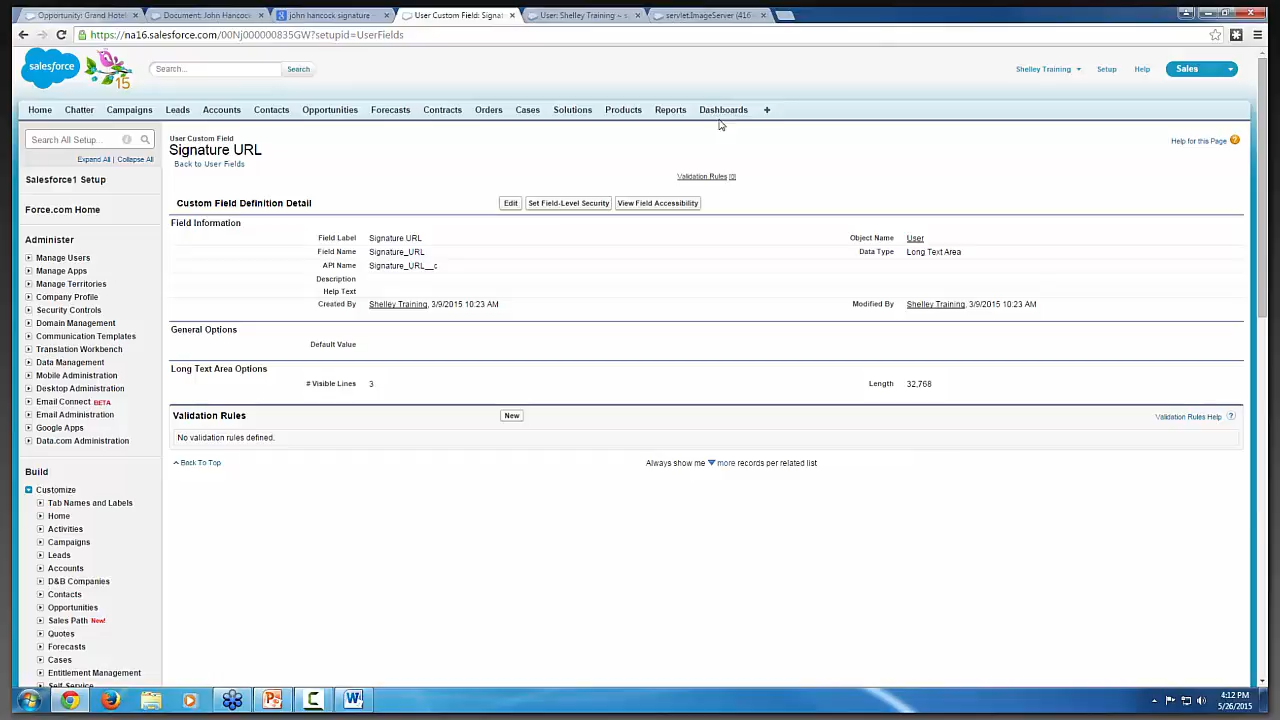 Opportunity: Grand Hotel
Document: John Hancock
john hancock signature
User Custom Field: Signat
User: Shelley Training ~ s
servlet.ImageServer (416
https://na16.salesforce.com/00Nj000000835GW?setupid=UserFields
salesforce
15
Search...
Search
Shelley Training
Setup
Help
Sales
Home Chatter Campaigns Leads Accounts Contacts Opportunities Forecasts Contracts Orders Cases Solutions Products Reports Dashboards +
Search All Setup...
Expand All | Collapse All
Salesforce1 Setup
Force.com Home
Administer
Manage Users
Manage Apps
Manage Territories
Company Profile
Security Controls
Domain Management
Communication Templates
Translation Workbench
Data Management
Mobile Administration
Desktop Administration
Email Connect BETA
Email Administration
Google Apps
Data.com Administration
Build
Customize
Tab Names and Labels
Home
Activities
Campaigns
Leads
Accounts
D&B Companies
Contacts
Opportunities
Sales Path New!
Quotes
Forecasts
Cases
Entitlement Management
Self-Service
User Custom Field
Signature URL
Back to User Fields
Help for this Page
Validation Rules [0]
Custom Field Definition Detail
Edit
Set Field-Level Security
View Field Accessibility
Field Information
Field Label Signature URL Object Name User
Field Name Signature_URL Data Type Long Text Area
API Name Signature_URL__c
Description
Help Text
Created By Shelley Training, 3/9/2015 10:23 AM Modified By Shelley Training, 3/9/2015 10:23 AM
General Options
Default Value
Long Text Area Options
# Visible Lines 3 Length 32,768
Validation Rules
New
Validation Rules Help ?
No validation rules defined.
Back To Top
Always show me more records per related list
4:12 PM
5/26/2015